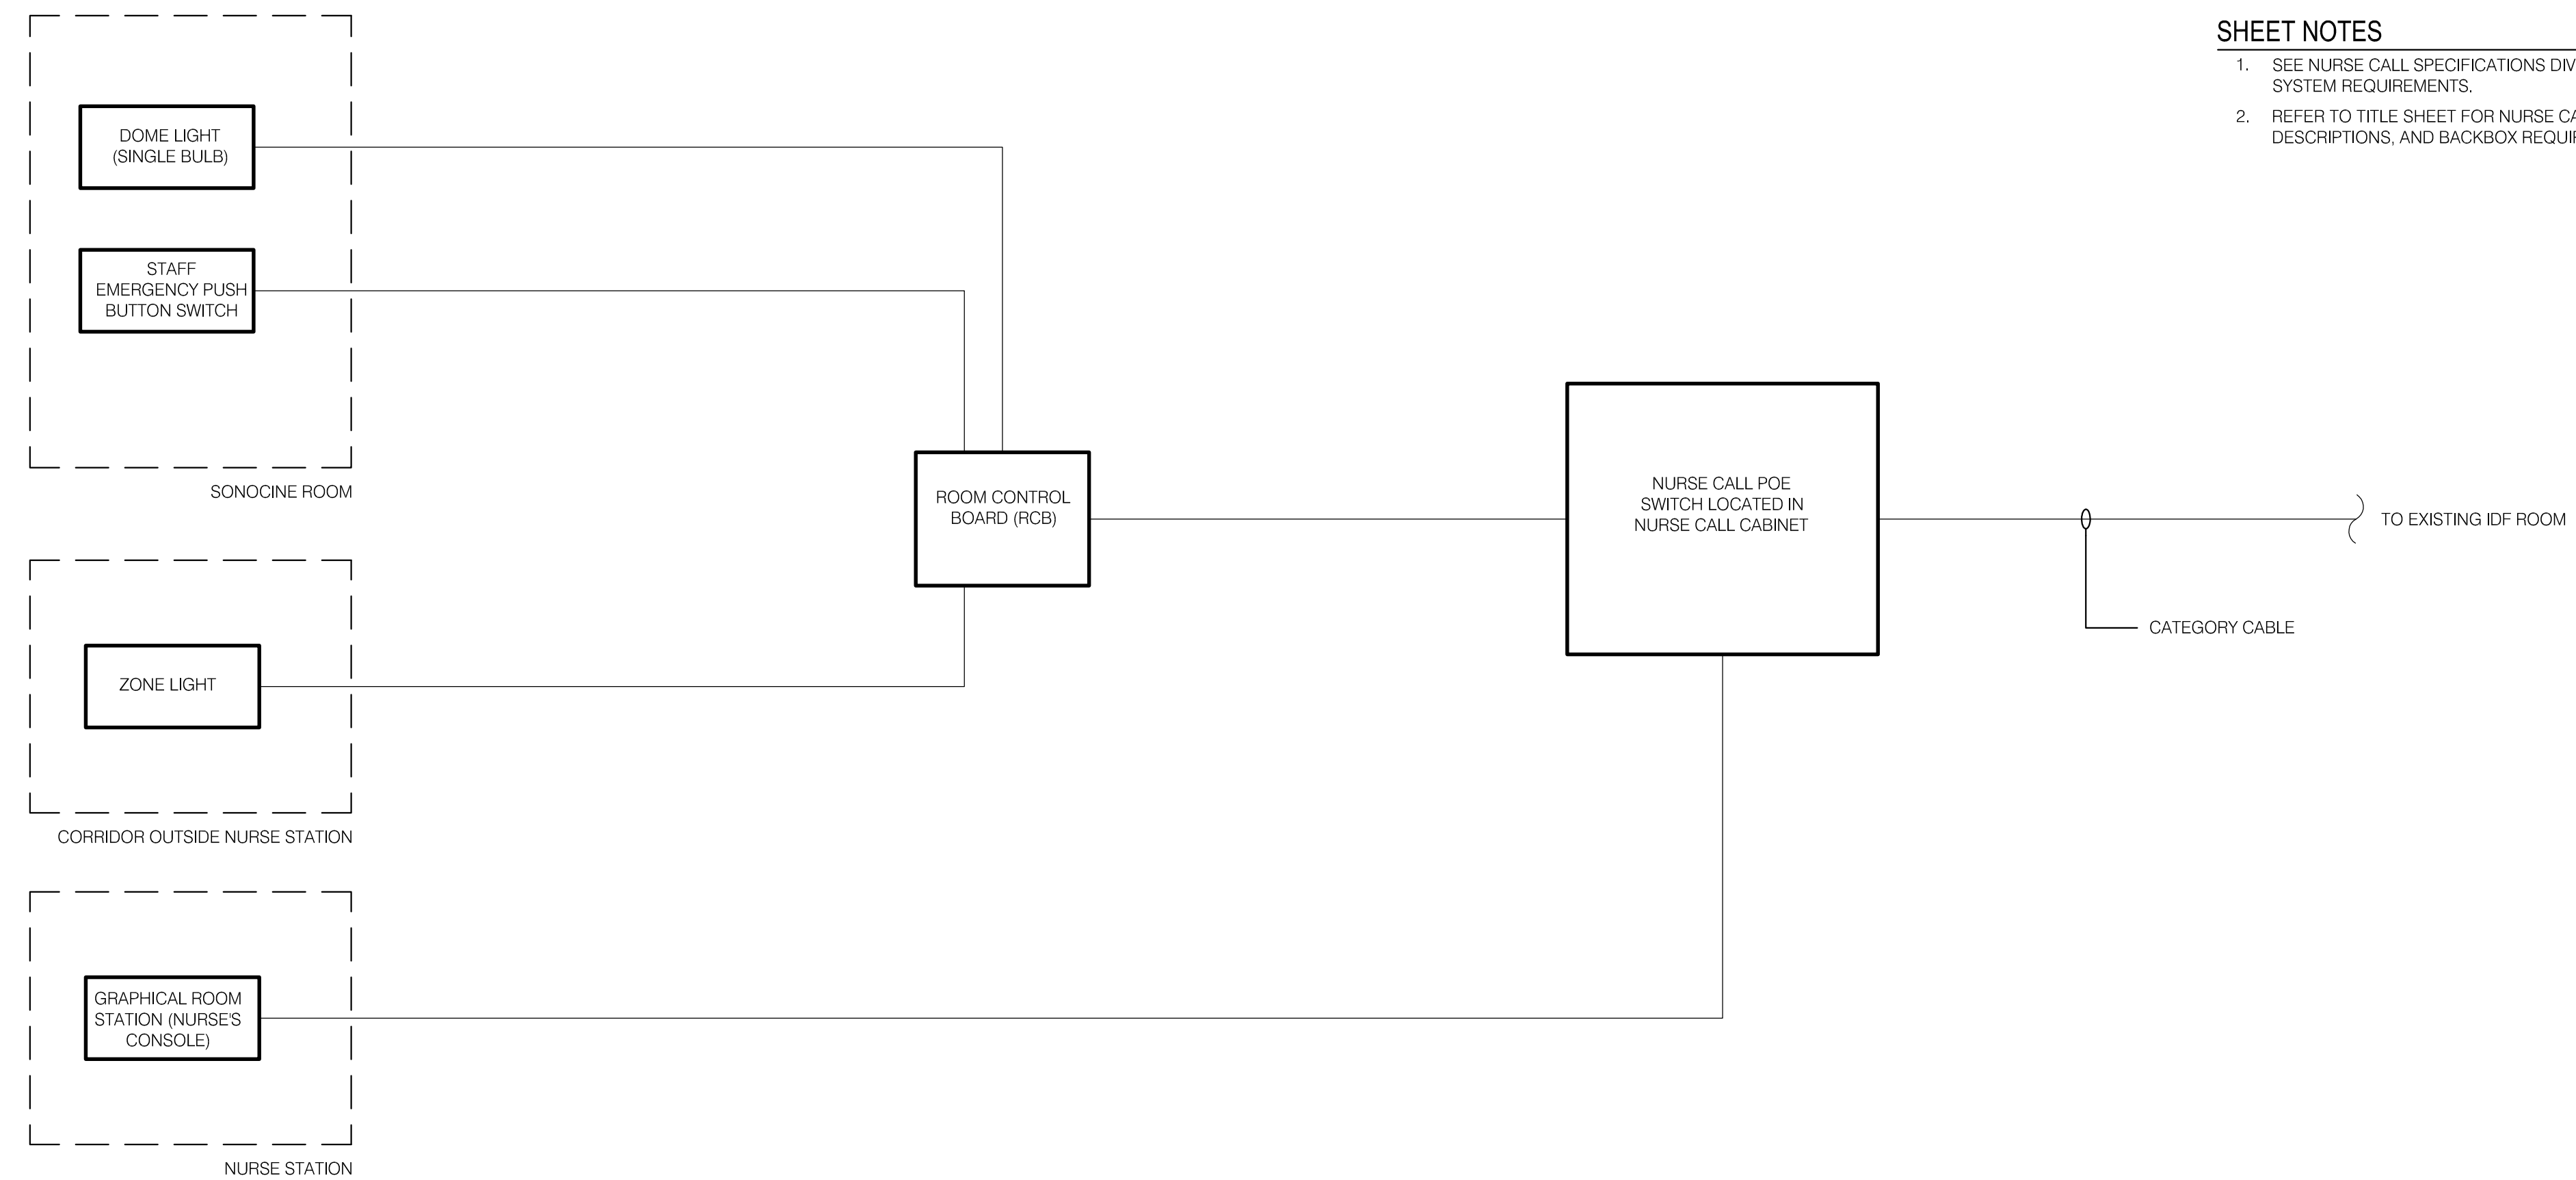 SHEET NOTES
1. SEE NURSE CALL SPECIFICATIONS
SYSTEM REQUIREMENTS.
2. REFER TO TITLE SHEET FOR NURSE
DESCRIPTIONS, AND BACKBOX
DOME LIGHT
(SINGLE BULB)
STAFF
EMERGENCY PUSH
BUTTON SWITCH
SONOCINE ROOM
ROOM CONTROL
BOARD (RCB)
NURSE CALL POE
SWITCH LOCATED IN
NURSE CALL CABINET
TO EXISTING IDF ROOM
CATEGORY CABLE
ZONE LIGHT
CORRIDOR OUTSIDE NURSE STATION
GRAPHICAL ROOM
STATION (NURSE'S
CONSOLE)
NURSE STATION